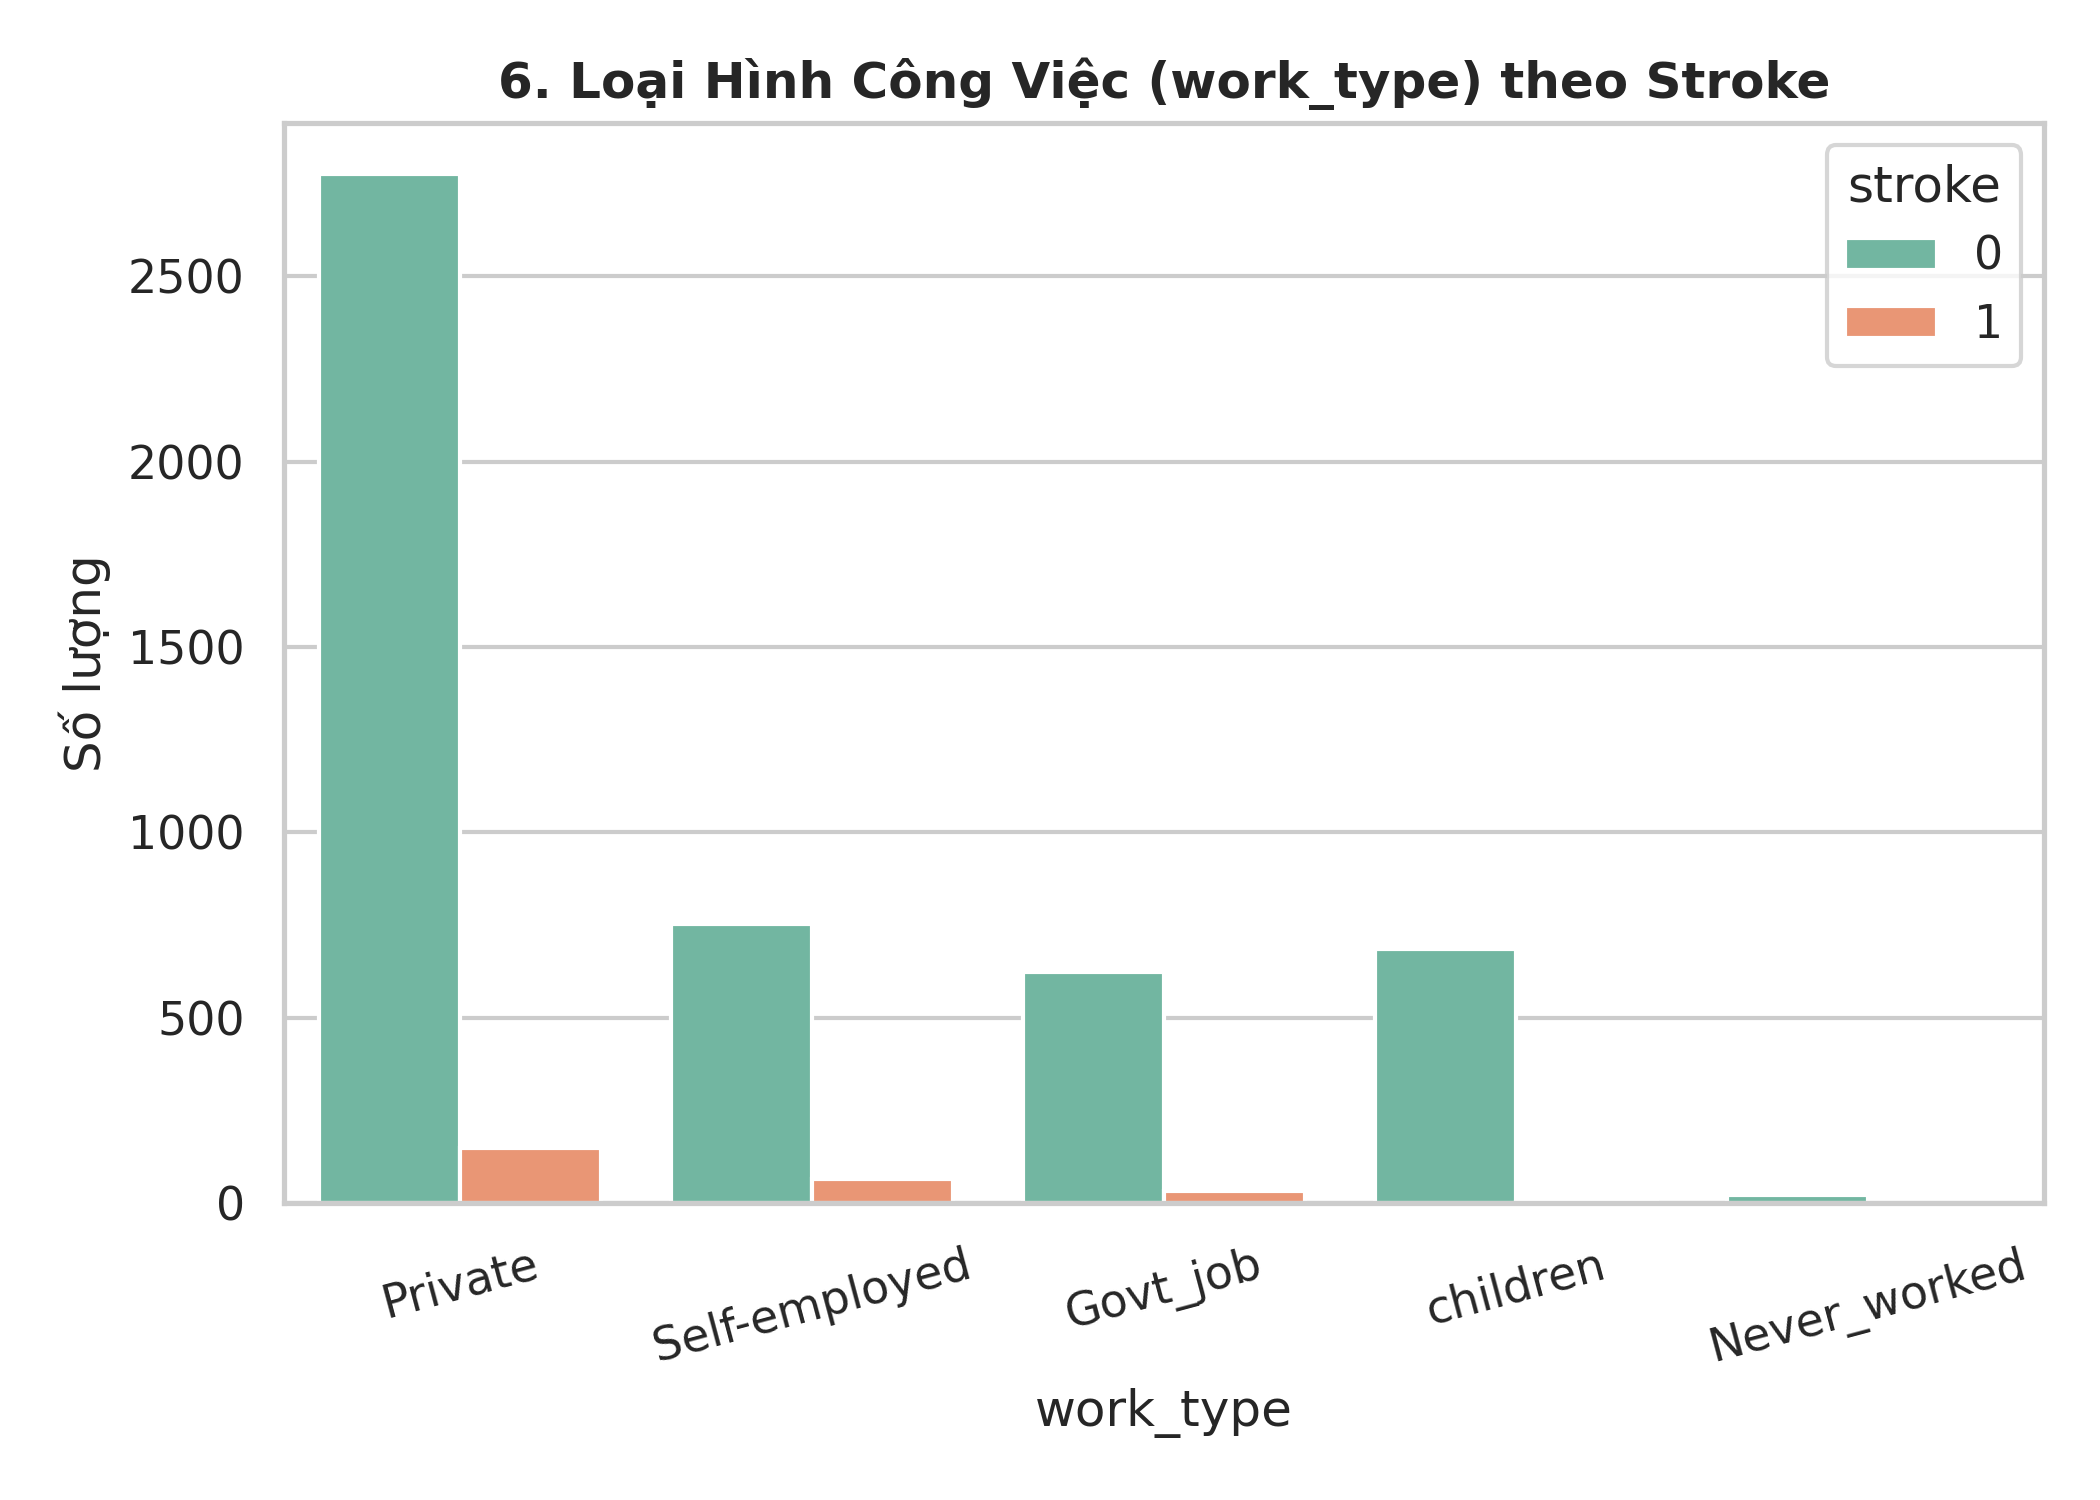 6. Loại Hình Công Việc (work_type) theo Stroke
stroke
0
1
Số lượng
2500
2000
1500
1000
500
0
Private
Self-employed
Govt_job
children
Never_worked
work_type